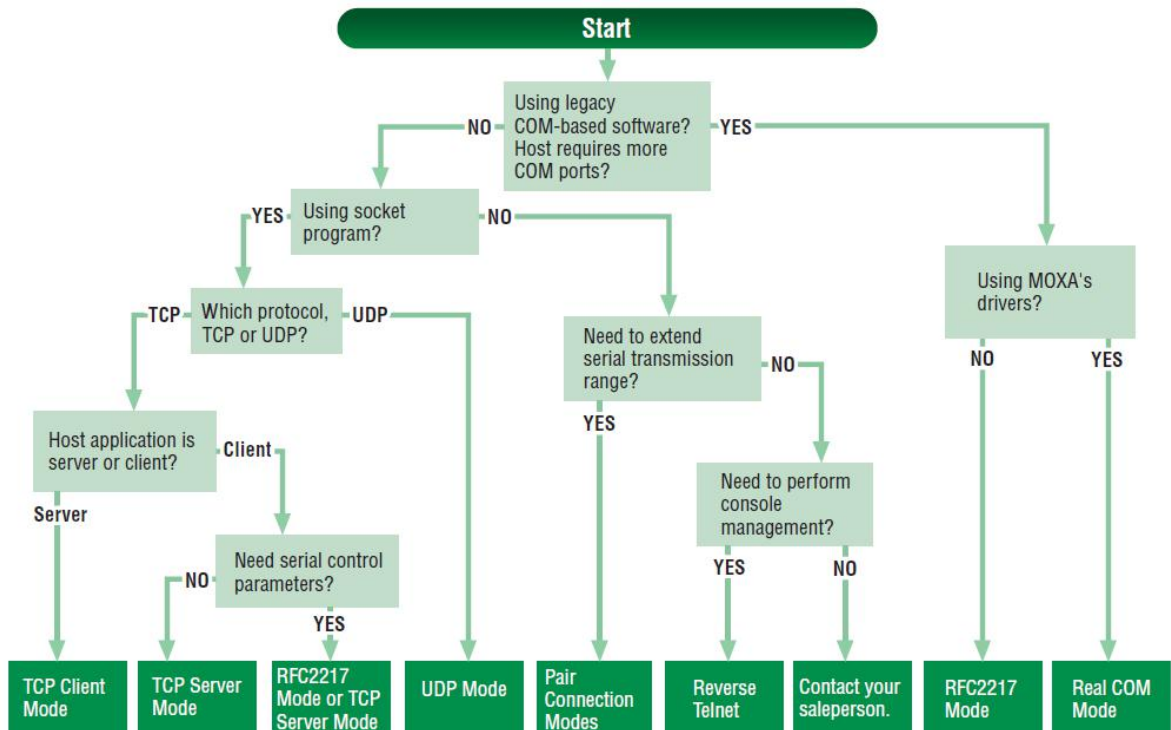 Start
Using legacy
COM-based software?
Host requires more
COM ports?
NO
YES
Using socket
program?
YES
NO
Using MOXA's
drivers?
Which protocol,
TCP or UDP?
TCP
UDP
Need to extend
serial transmission
range?
NO
YES
NO
YES
Host application is
server or client?
Client
Server
Need to perform
console
management?
YES
NO
Need serial control
parameters?
NO
YES
TCP Client
Mode
TCP Server
Mode
RFC2217
Mode or TCP
Server Mode
UDP Mode
Pair
Connection
Modes
Reverse
Telnet
Contact your
saleperson.
RFC2217
Mode
Real COM
Mode